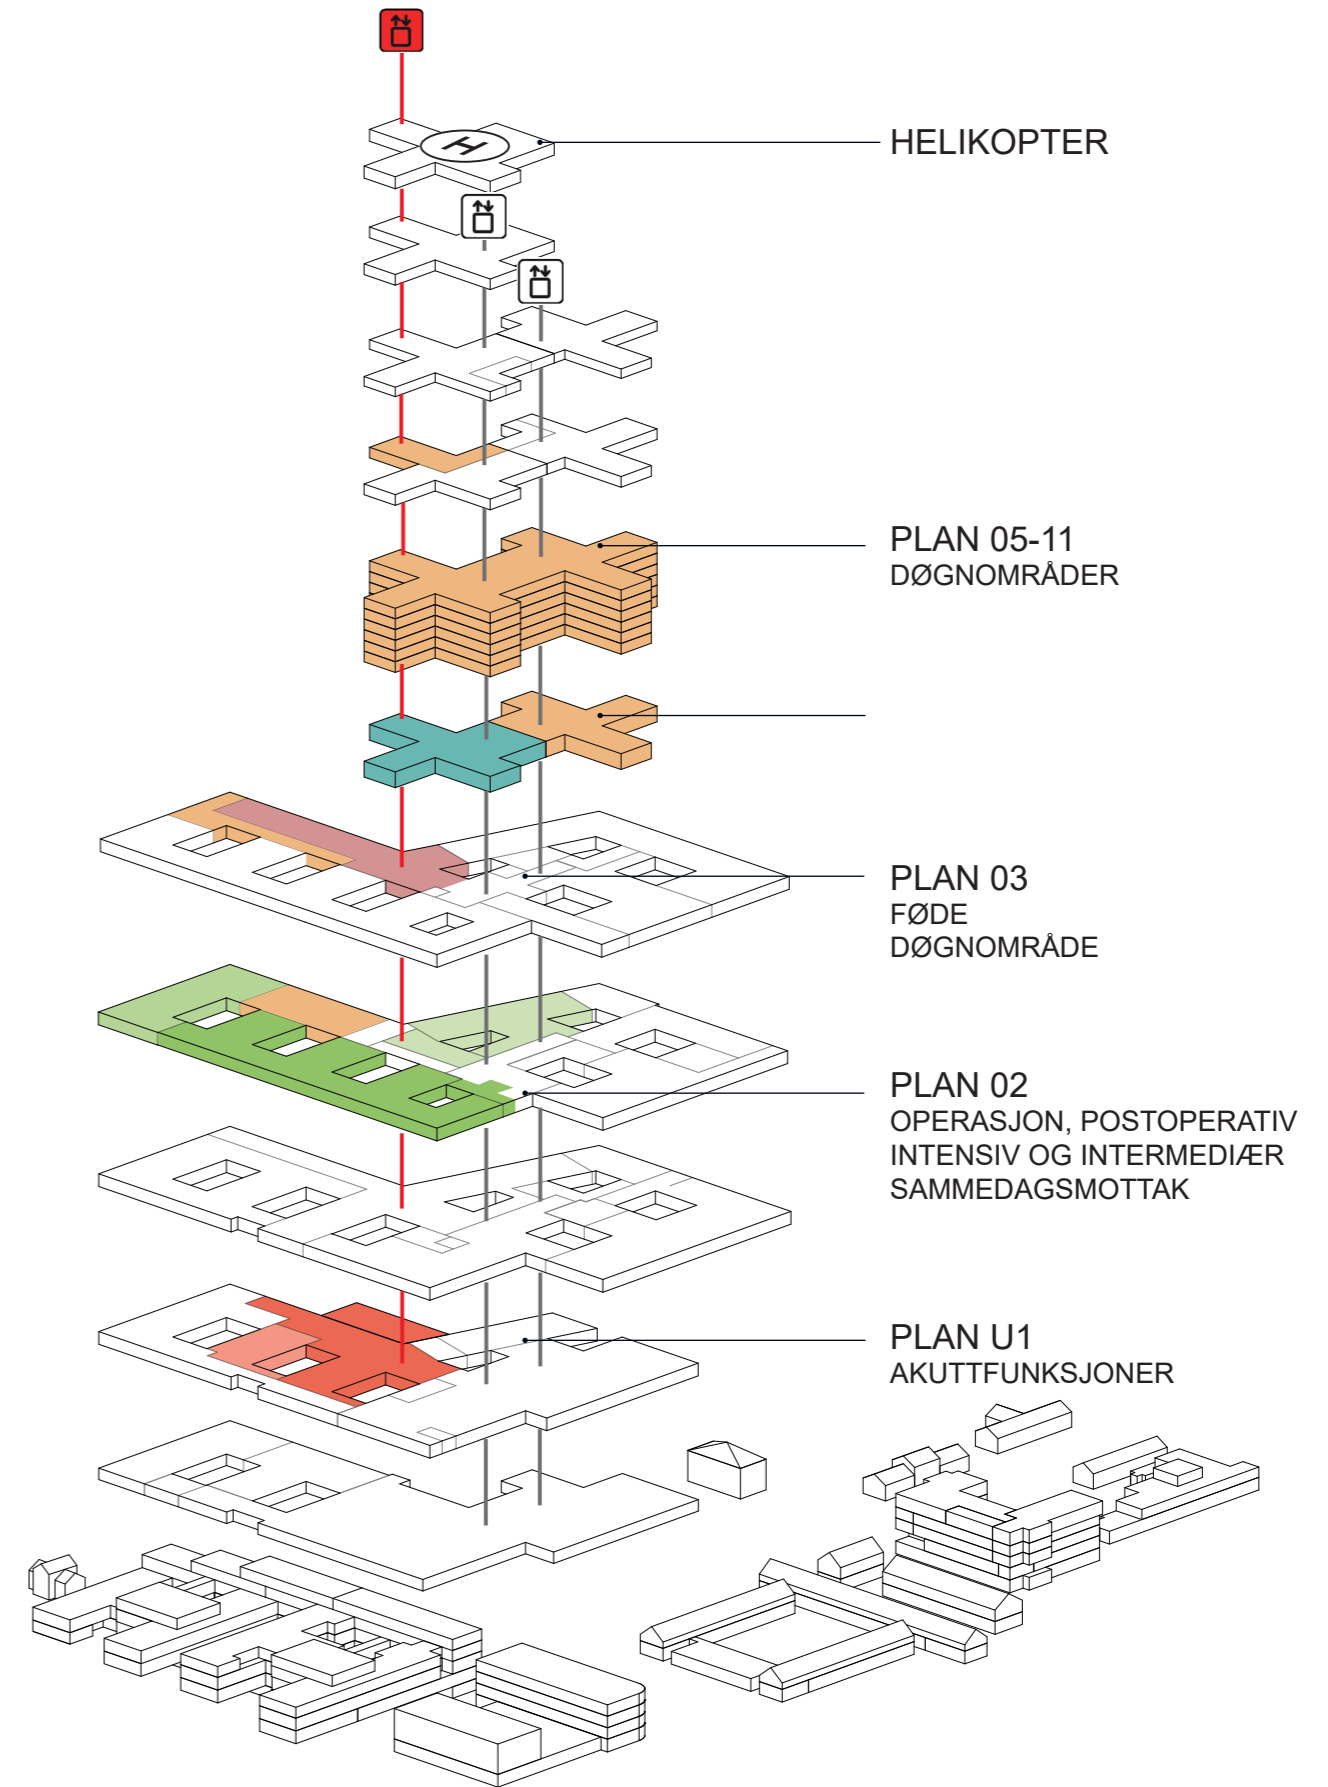 H
HELIKOPTER
PLAN 05-11
DØGNOMRÅDER
PLAN 03
FØDE
DØGNOMRÅDE
PLAN 02
OPERASJON, POSTOPERATIV
INTENSIV OG INTERMEDIÆR
SAMMEDAGSMOTTAK
PLAN U1
AKUTTFUNKSJONER